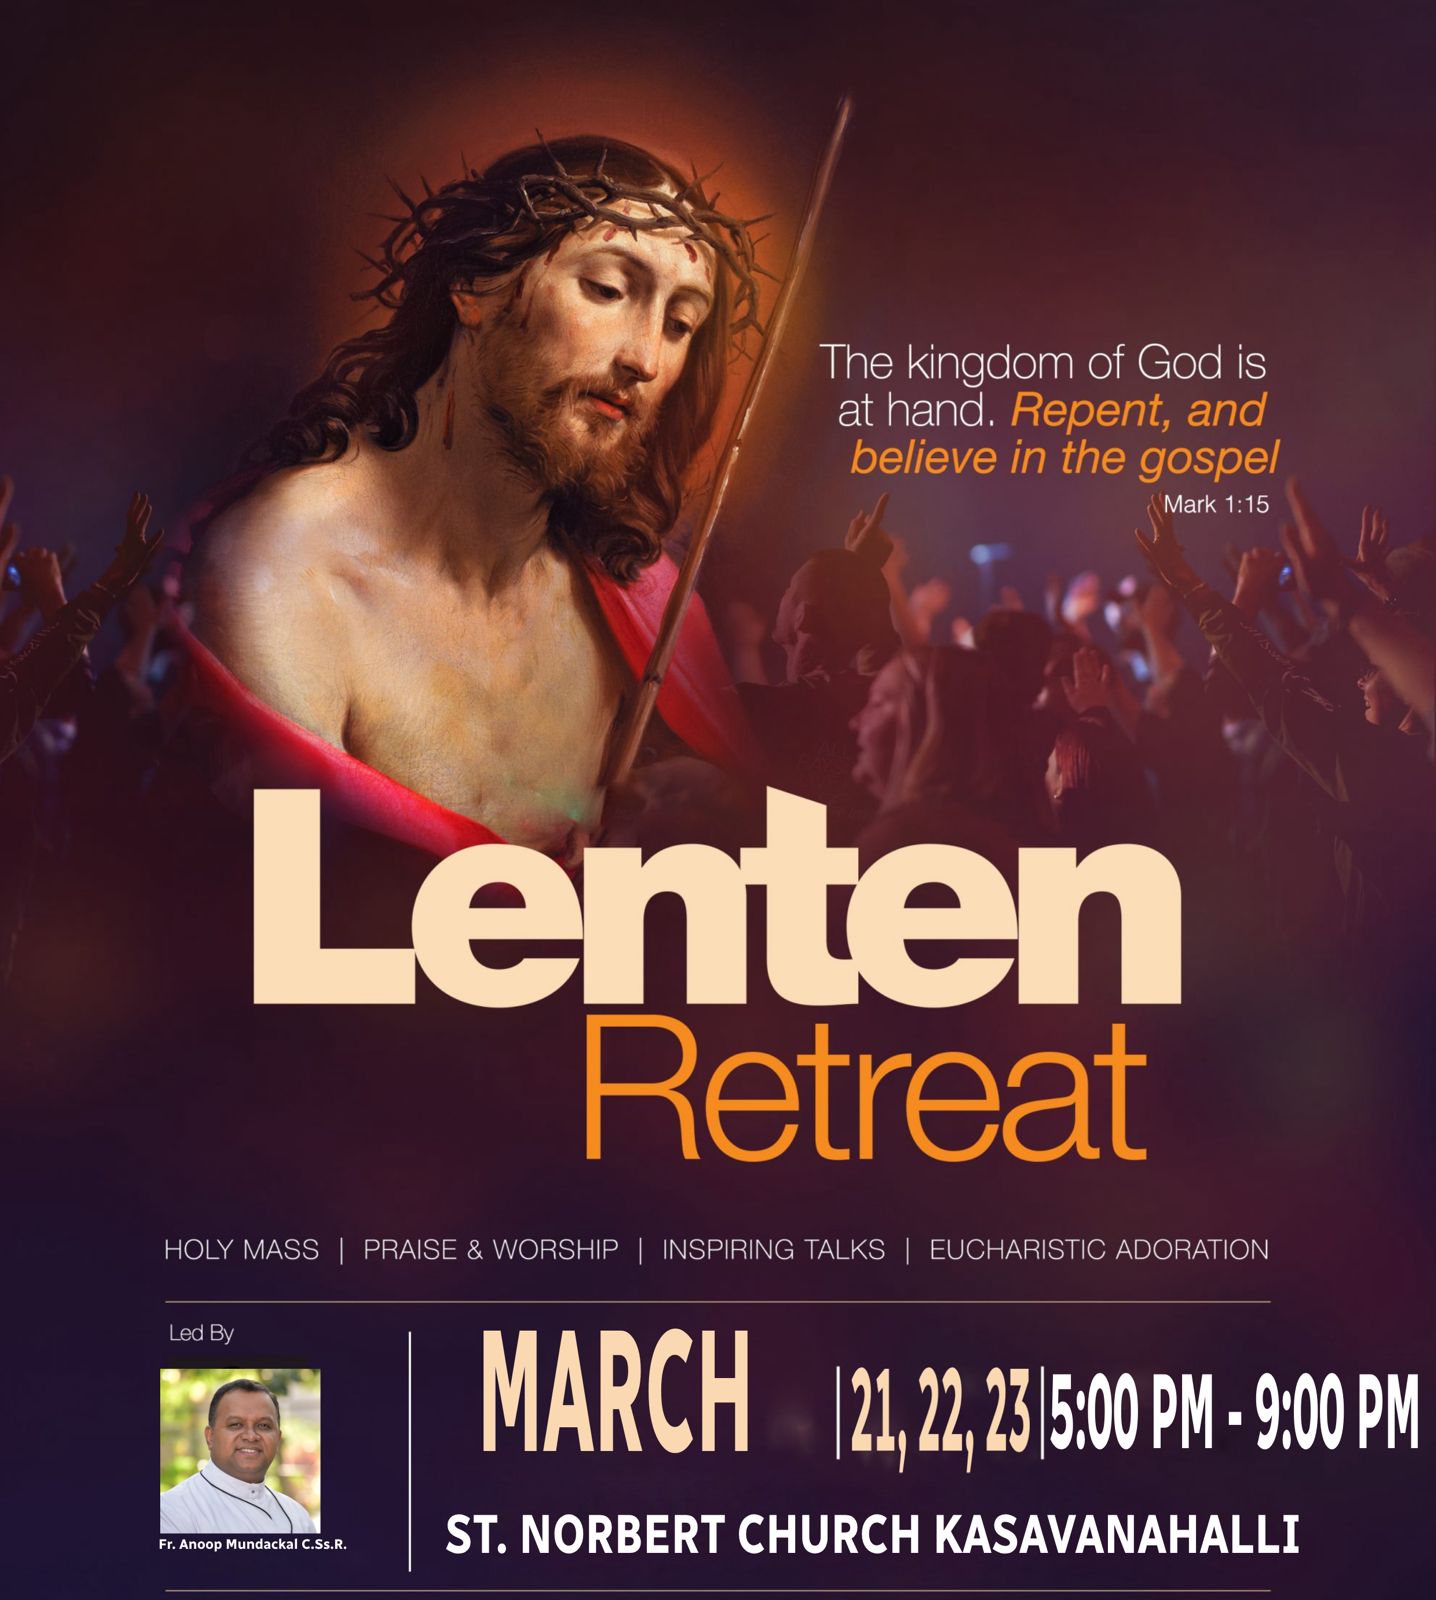 The kingdom of God is
at hand. Repent, and
believe in the gospel
Mark 1:15
Lenten
Retreat
HOLY MASS | PRAISE & WORSHIP | INSPIRING TALKS | EUCHARISTIC ADORATION
Led By
Fr. Anoop Mundackal C.Ss.R.
MARCH |21, 22, 23|5:00 PM - 9:00 PM
ST. NORBERT CHURCH KASAVANAHALLI